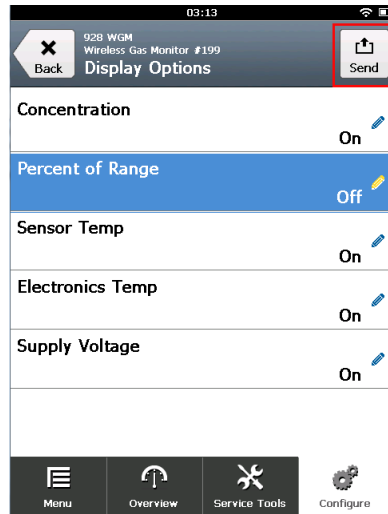 03:13
928 WGM
Wireless Gas Monitor #199
Back
Display Options
Send
Concentration
On
Percent of Range
Off
Sensor Temp
On
Electronics Temp
On
Supply Voltage
On
Menu
Overview
Service Tools
Configure